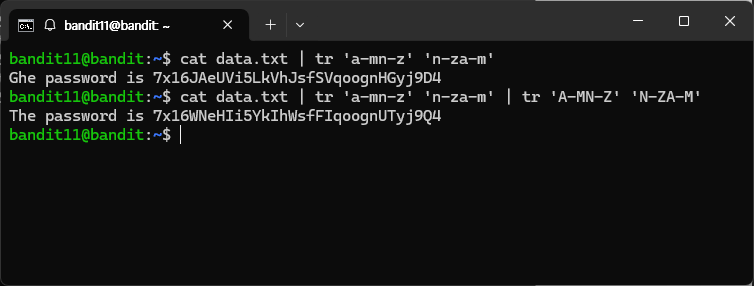 bandit11@bandit: ~
bandit11@bandit:~$ cat data.txt | tr 'a-mn-z' 'n-za-m'
Ghe password is 7x16JAeUVi5LkVhJsfSVqoognHGyj9D4
bandit11@bandit:~$ cat data.txt | tr 'a-mn-z' 'n-za-m' | tr 'A-MN-Z' 'N-ZA-M'
The password is 7x16WNeHIi5YkIhWsfFIqoognUTyj9Q4
bandit11@bandit:~$